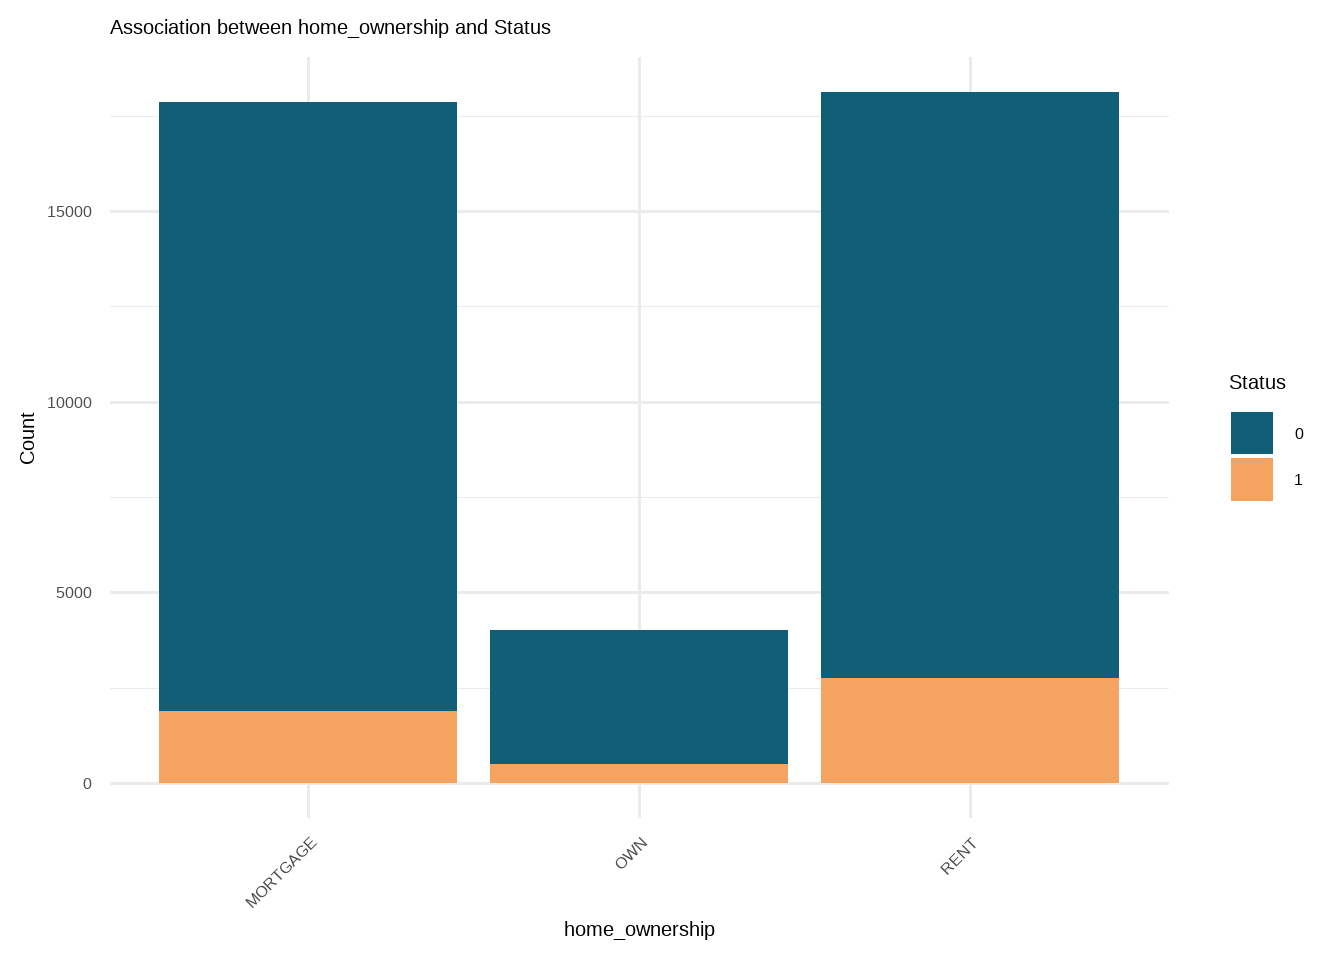 Association between home_ownership and Status
15000
10000
5000
0
Count
MORTGAGE
OWN
RENT
home_ownership
Status
0
1